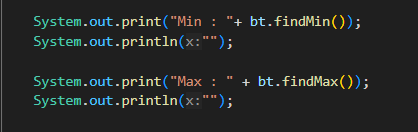 System.out.print("Min : "+ bt.findMin());
System.out.println(x:"");
System.out.print("Max : " + bt.findMax());
System.out.println(x:"");